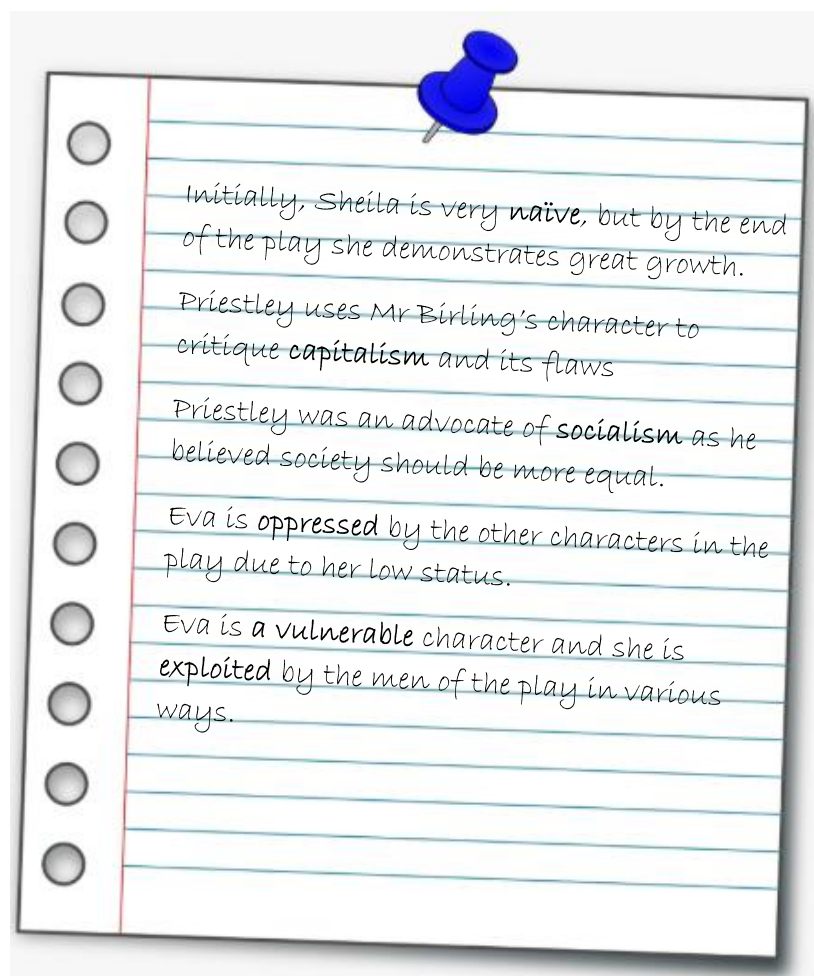 Initially, Sheila is very naïve, but by the end
of the play she demonstrates great growth.
Priestley uses Mr Birling's character to
critique capitalism and its flaws
Priestley was an advocate of socialism as he
believed society should be more equal.
Eva is oppressed by the other characters in the
play due to her low status.
Eva is a vulnerable character and she is
exploited by the men of the play in various
ways.